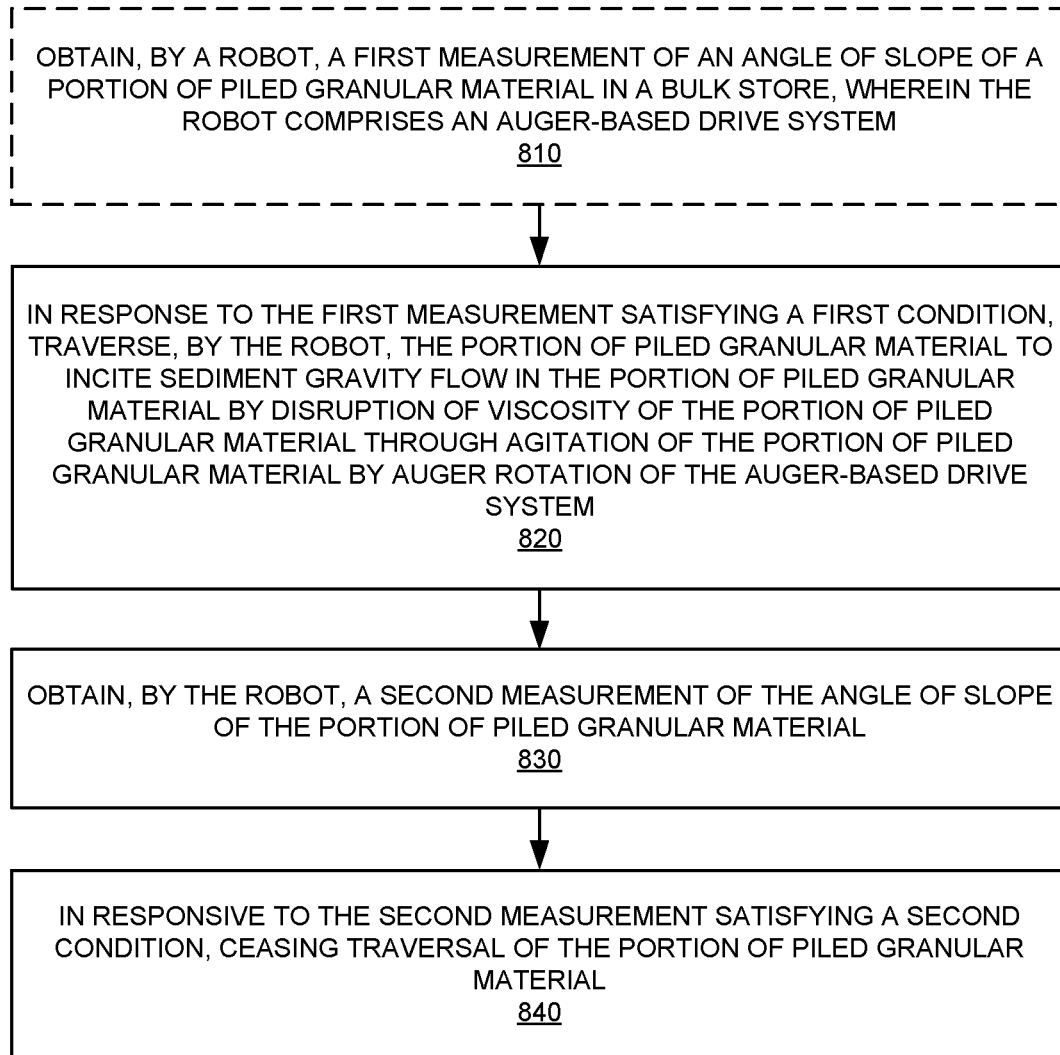 OBTAIN, BY A ROBOT, A FIRST MEASUREMENT OF AN ANGLE OF SLOPE OF A
PORTION OF PILED GRANULAR MATERIAL IN A BULK STORE, WHEREIN THE
ROBOT COMPRISES AN AUGER-BASED DRIVE SYSTEM
810
IN RESPONSE TO THE FIRST MEASUREMENT SATISFYING A FIRST CONDITION,
TRAVERSE, BY THE ROBOT, THE PORTION OF PILED GRANULAR MATERIAL TO
INCITE SEDIMENT GRAVITY FLOW IN THE PORTION OF PILED GRANULAR
MATERIAL BY DISRUPTION OF VISCOSITY OF THE PORTION OF PILED
GRANULAR MATERIAL THROUGH AGITATION OF THE PORTION OF PILED
GRANULAR MATERIAL BY AUGER ROTATION OF THE AUGER-BASED DRIVE
SYSTEM
820
OBTAIN, BY THE ROBOT, A SECOND MEASUREMENT OF THE ANGLE OF SLOPE
OF THE PORTION OF PILED GRANULAR MATERIAL
830
IN RESPONSIVE TO THE SECOND MEASUREMENT SATISFYING A SECOND
CONDITION, CEASING TRAVERSAL OF THE PORTION OF PILED GRANULAR
MATERIAL
840